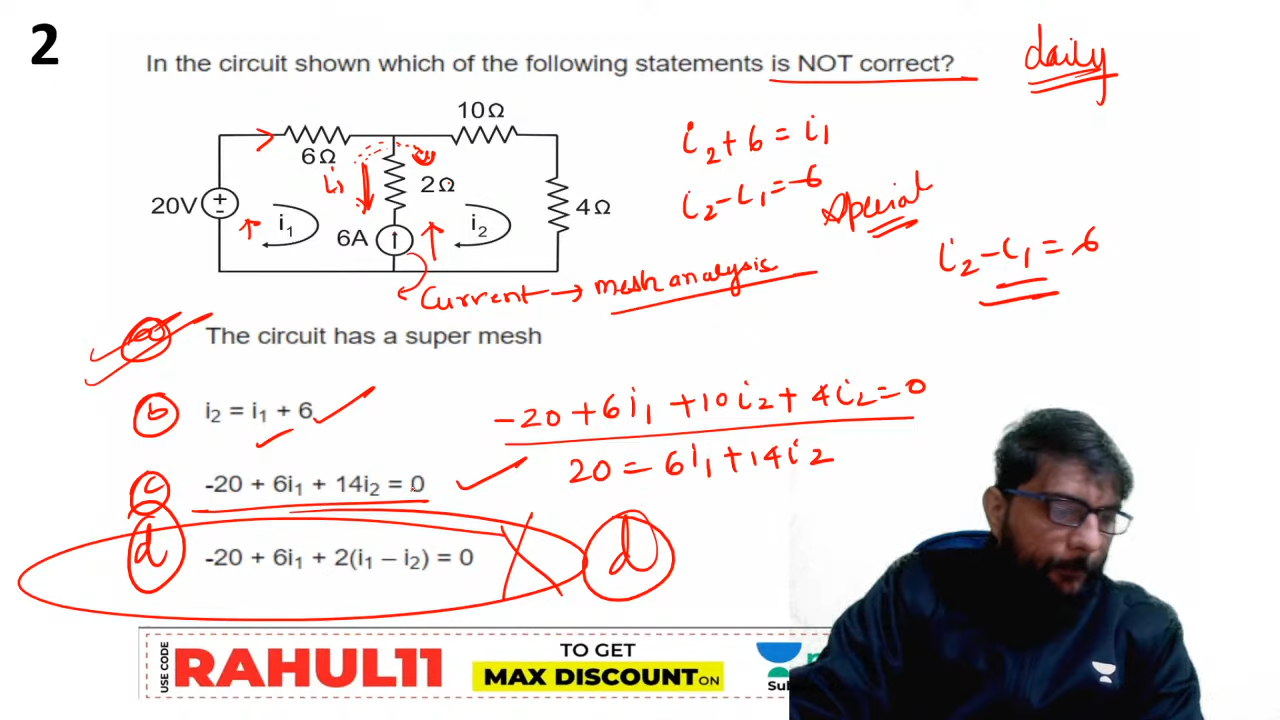 2
In the circuit shown which of the following statements is NOT correct?
daily
10Ω
6Ω
i₂ + 6 = i₁
i₁
2Ω
i₂ - i₁ = -6
20V
+
-
i₁
6A
i₂
4Ω
Special
i₂ - i₁ = 6
Current → mesh analysis
a
The circuit has a super mesh
b
i₂ = i₁ + 6
-20 + 6i₁ + 10i₂ + 4i₂ = 0
c
-20 + 6i₁ + 14i₂ = 0
20 = 6i₁ + 14i₂
d
-20 + 6i₁ + 2(i₁ – i₂) = 0
d
USE CODE
RAHUL11
TO GET
MAX DISCOUNT ON